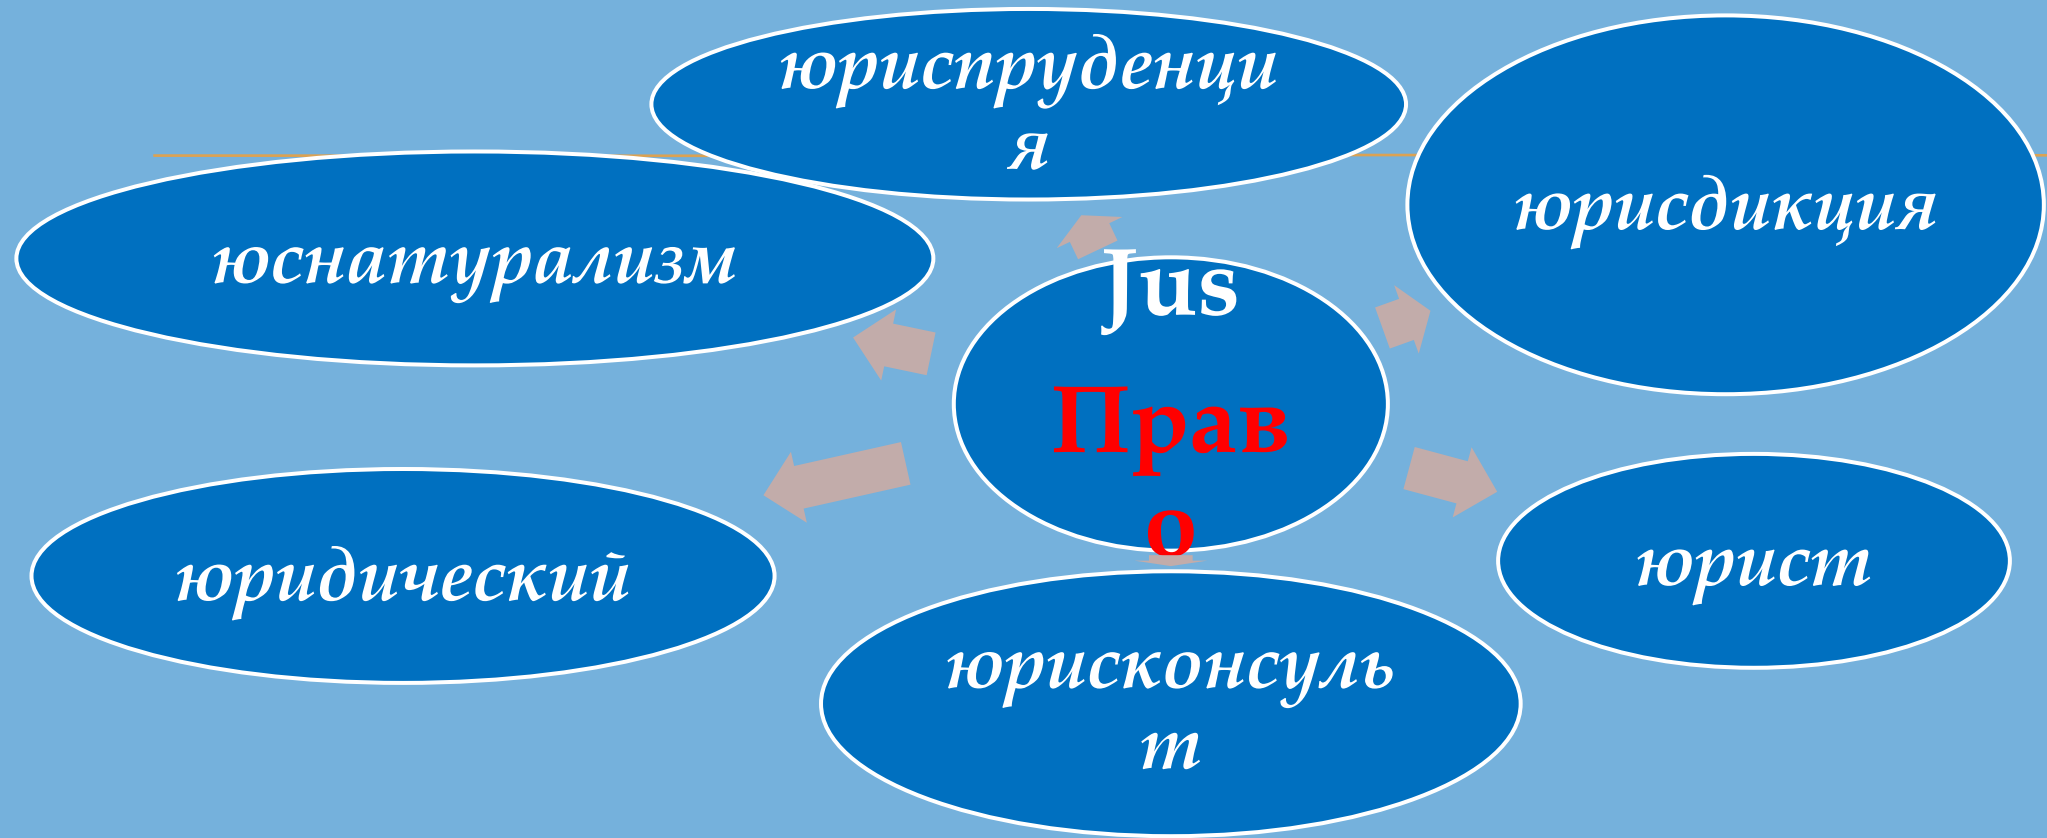 юриспруденци
я
юрисдикция
юснатурализм
Jus
Прав
о
юридический
юрист
юрисконсуль
т